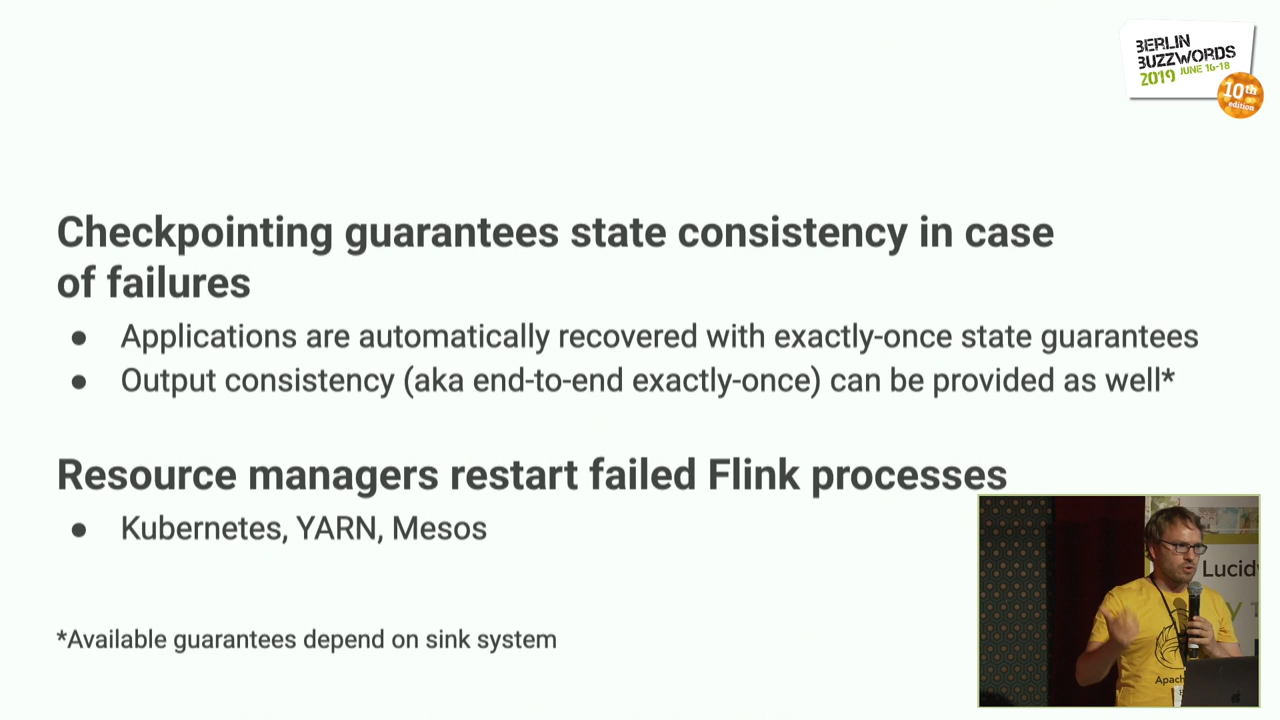 BERLIN
BUZZWORDS
2019 JUNE 16-18
10th
edition
Checkpointing guarantees state consistency in case
of failures
● Applications are automatically recovered with exactly-once state guarantees
● Output consistency (aka end-to-end exactly-once) can be provided as well*
Resource managers restart failed Flink processes
● Kubernetes, YARN, Mesos
*Available guarantees depend on sink system